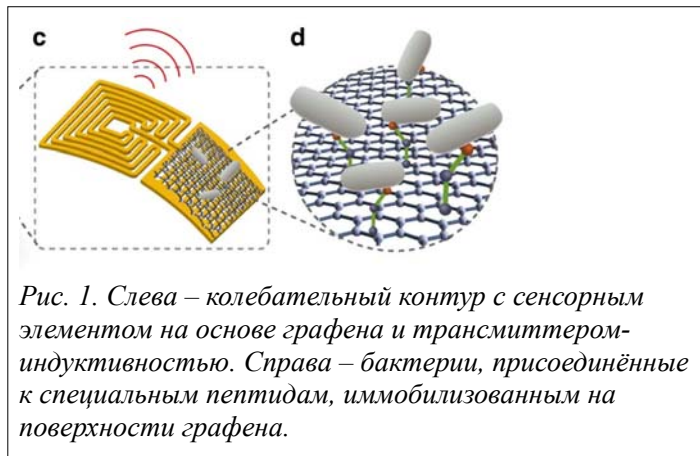 c d
Рис. 1. Слева – колебательный контур с сенсорным
элементом на основе графена и трансмиттером-
индуктивностью. Справа – бактерии, присоединённые
к специальным пептидам, иммобилизованным на
поверхности графена.